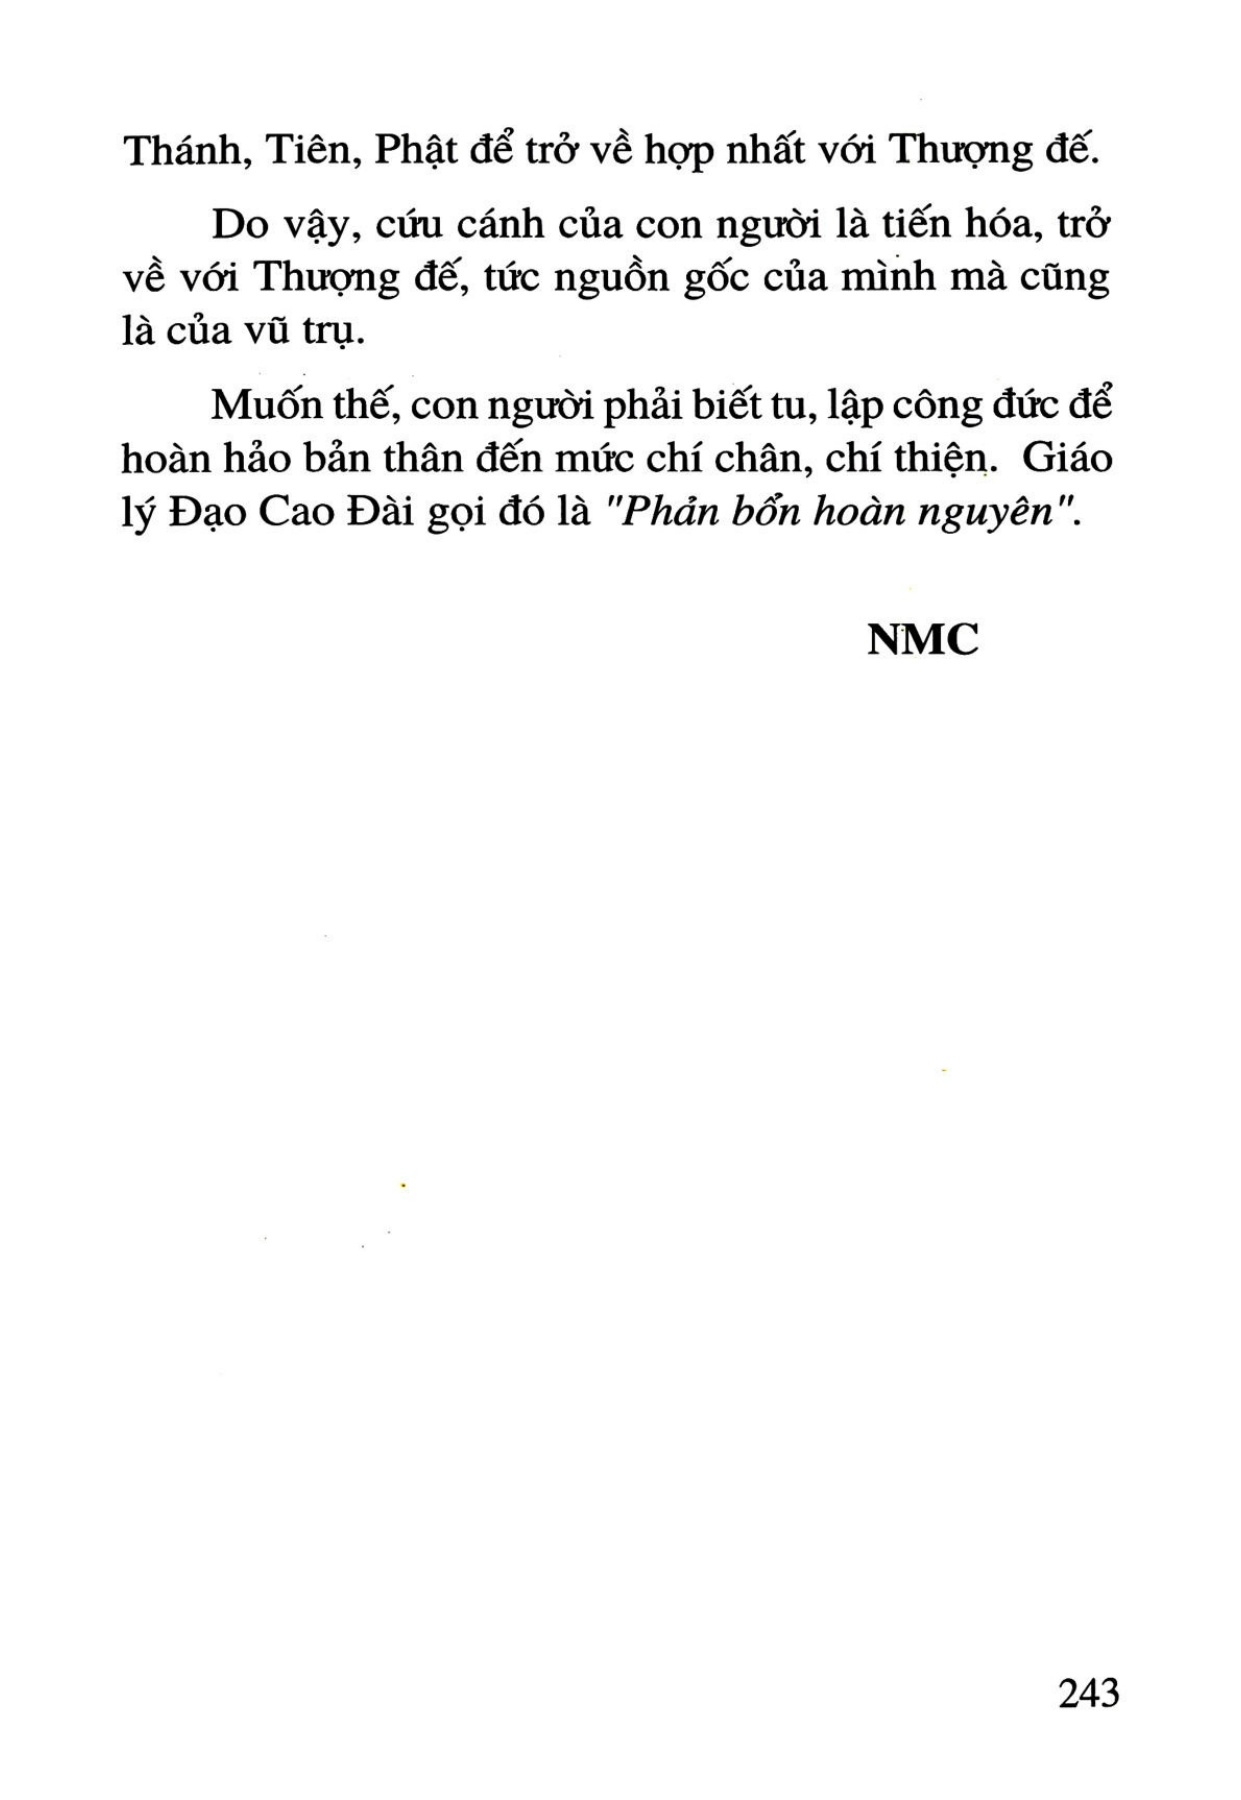 Thánh, Tiên, Phật để trở về hợp nhất với Thượng đế.
Do vậy, cứu cánh của con người là tiến hóa, trở
về với Thượng đế, tức nguồn gốc của mình mà cũng
là của vũ trụ.
Muốn thế, con người phải biết tu, lập công đức để
hoàn hảo bản thân đến mức chí chân, chí thiện. Giáo
lý Đạo Cao Đài gọi đó là "Phản bổn hoàn nguyên".
NMC
243